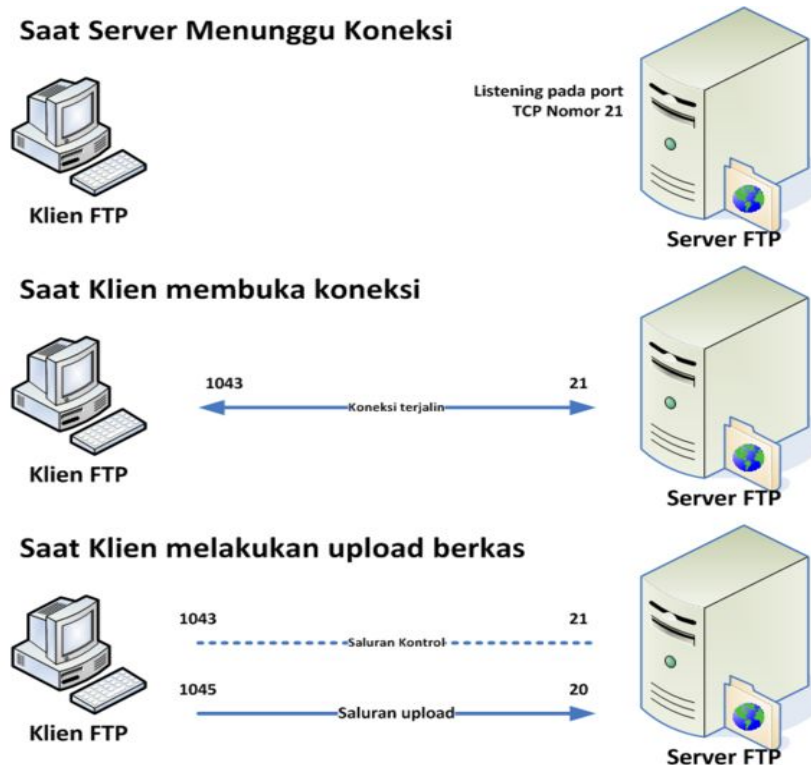 Saat Server Menunggu Koneksi
Listening pada port
TCP Nomor 21
Klien FTP
Server FTP
Saat Klien membuka koneksi
1043
21
Koneksi terjalin
Klien FTP
Server FTP
Saat Klien melakukan upload berkas
1043
21
Saluran Kontrol
1045
20
Saluran upload
Klien FTP
Server FTP